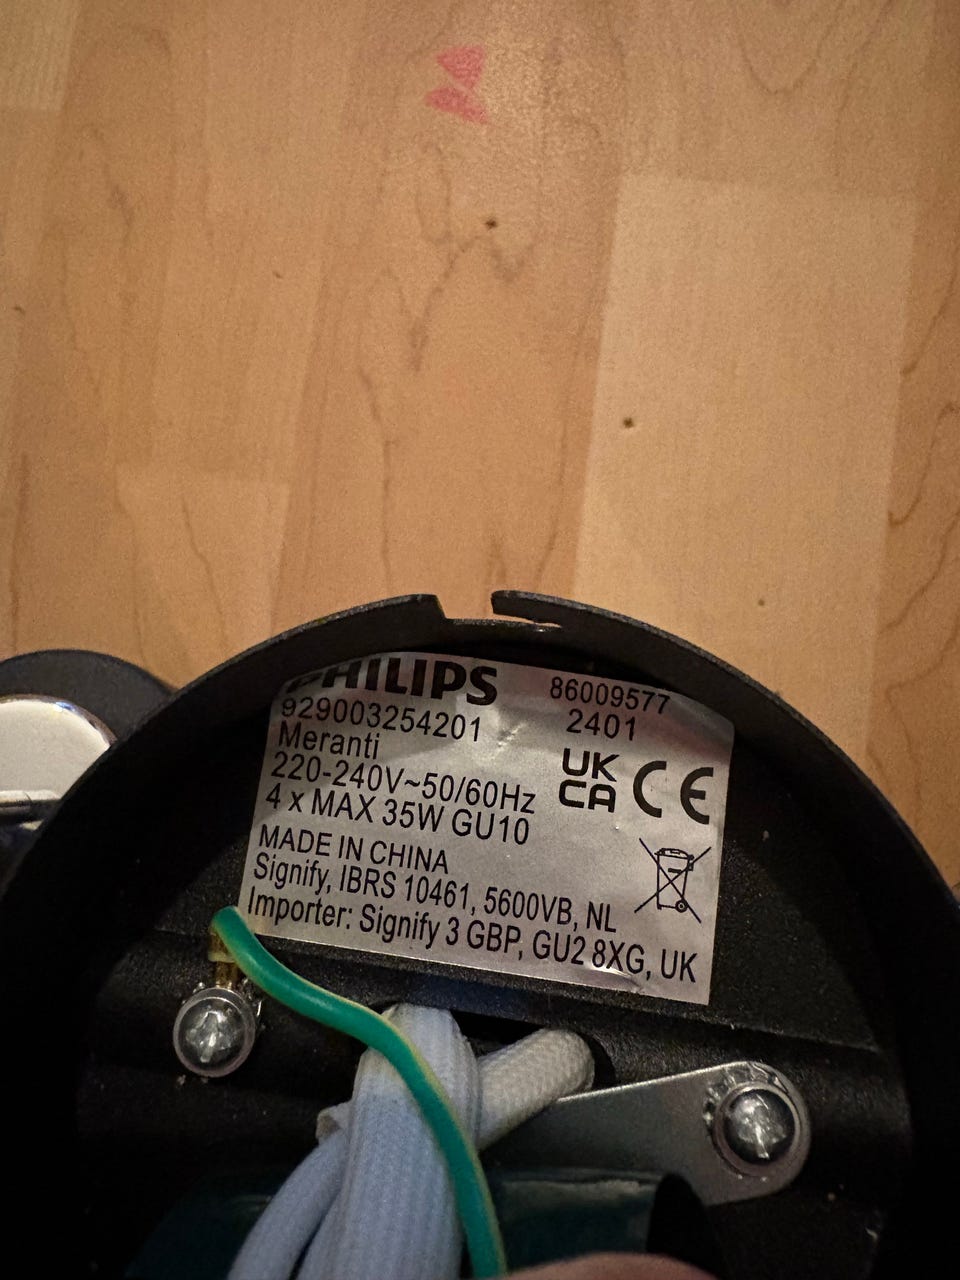 PHILIPS
86009577
929003254201
2401
Meranti
UK
CA CE
220-240V~50/60Hz
4 x MAX 35W GU10
MADE IN CHINA
Signify, IBRS 10461, 5600VB, NL
Importer: Signify 3 GBP, GU2 8XG, UK